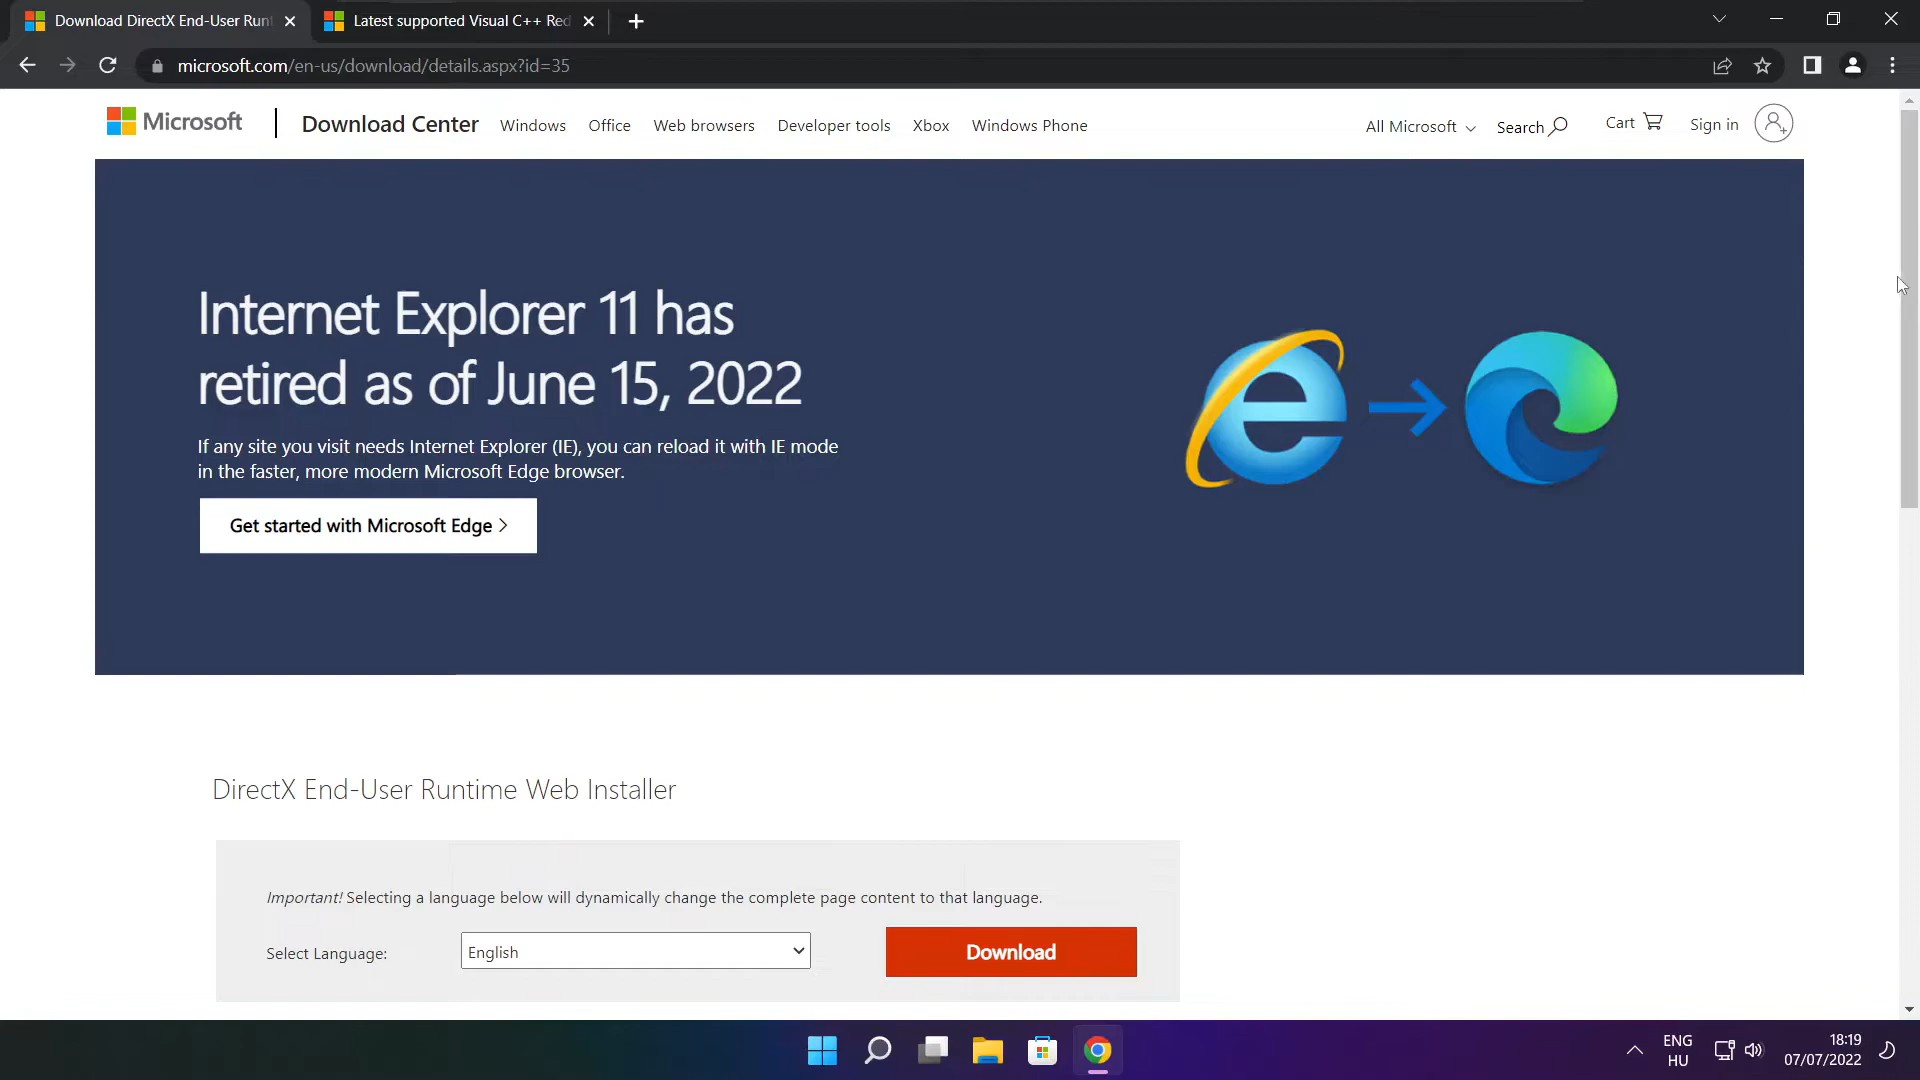 Download DirectX End-User Runt
Latest supported Visual C++ Red
microsoft.com/en-us/download/details.aspx?id=35
Microsoft
Download Center
Windows
Office
Web browsers
Developer tools
Xbox
Windows Phone
All Microsoft
Search
Cart
Sign in
Internet Explorer 11 has
retired as of June 15, 2022
If any site you visit needs Internet Explorer (IE), you can reload it with IE mode
in the faster, more modern Microsoft Edge browser.
Get started with Microsoft Edge >
DirectX End-User Runtime Web Installer
Important! Selecting a language below will dynamically change the complete page content to that language.
Select Language:
English
Download
ENG
HU
18:19
07/07/2022